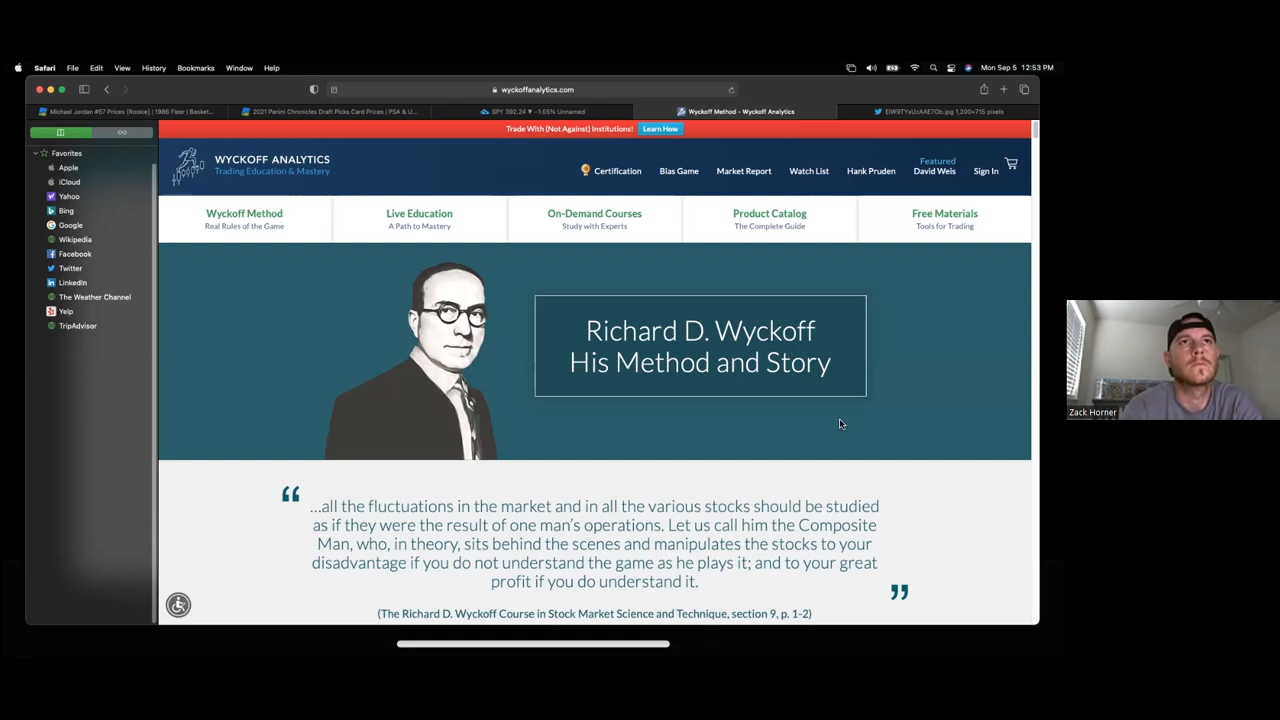 Safari File Edit View History Bookmarks Window Help Mon Sep 5 12:53 PM
wyckoffanalytics.com
Michael Jordan #57 Prices [Rookie] | 1986 Fleer | Basket... 2021 Panini Chronicles Draft Picks Card Prices | PSA & U... SPY 392.24 ▼ −1.05% Unnamed Wyckoff Method - Wyckoff Analytics EIW9TYxUcAAE7Olb.jpg 1,200×715 pixels
Trade With (Not Against) Institutions! Learn How
Favorites
Apple
iCloud
Yahoo
Bing
Google
Wikipedia
Facebook
Twitter
LinkedIn
The Weather Channel
Yelp
TripAdvisor
WYCKOFF ANALYTICS
Trading Education & Mastery
Certification Bias Game Market Report Watch List Hank Pruden Featured David Weis Sign In
Wyckoff Method Live Education On-Demand Courses Product Catalog Free Materials
Real Rules of the Game A Path to Mastery Study with Experts The Complete Guide Tools for Trading
Richard D. Wyckoff
His Method and Story
“ ...all the fluctuations in the market and in all the various stocks should be studied
as if they were the result of one man’s operations. Let us call him the Composite
Man, who, in theory, sits behind the scenes and manipulates the stocks to your
disadvantage if you do not understand the game as he plays it; and to your great
profit if you do understand it. ”
(The Richard D. Wyckoff Course in Stock Market Science and Technique, section 9, p. 1-2)
Zack Horner